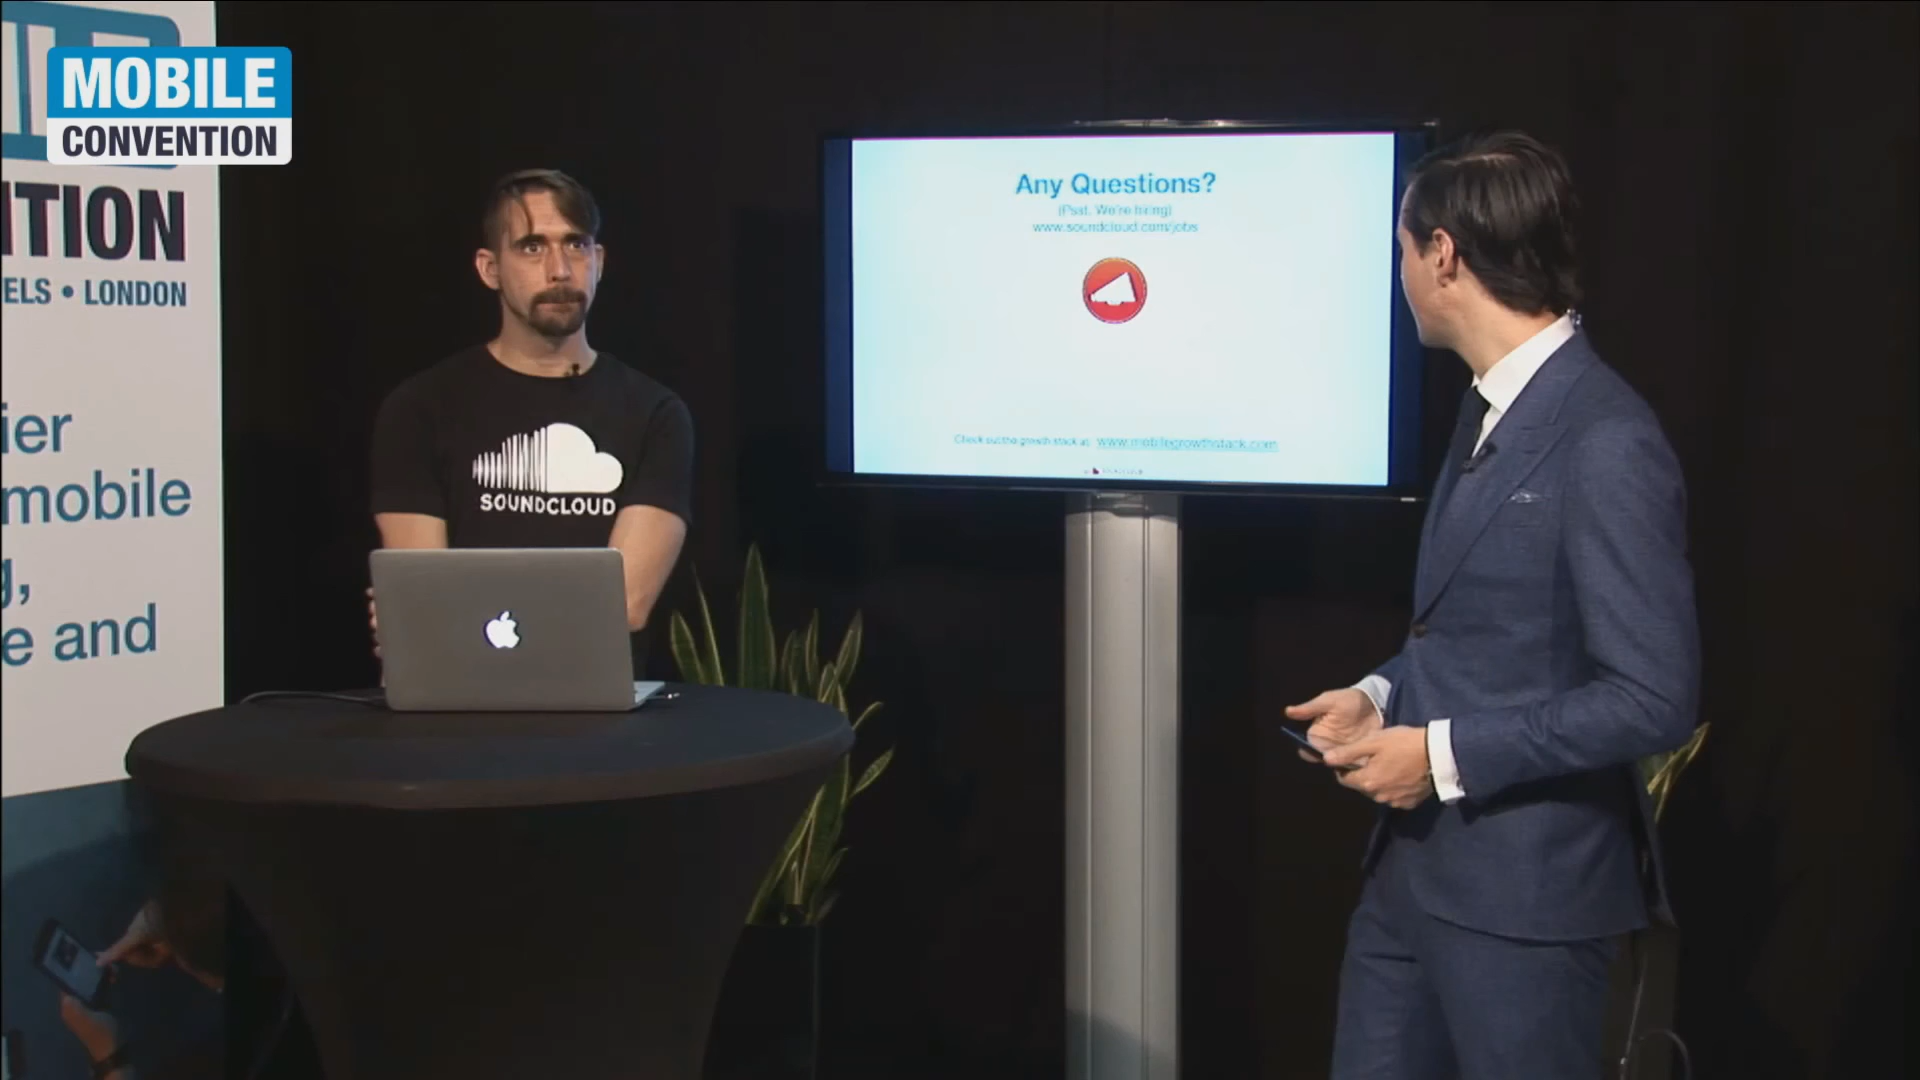 MOBILE
CONVENTION
ITION
ELS • LONDON
ier
mobile
g,
e and
SOUNDCLOUD
Any Questions?
(Psst. We're hiring)
www.soundcloud.com/jobs
Check out the growth stack at: www.mobilegrowthstack.com